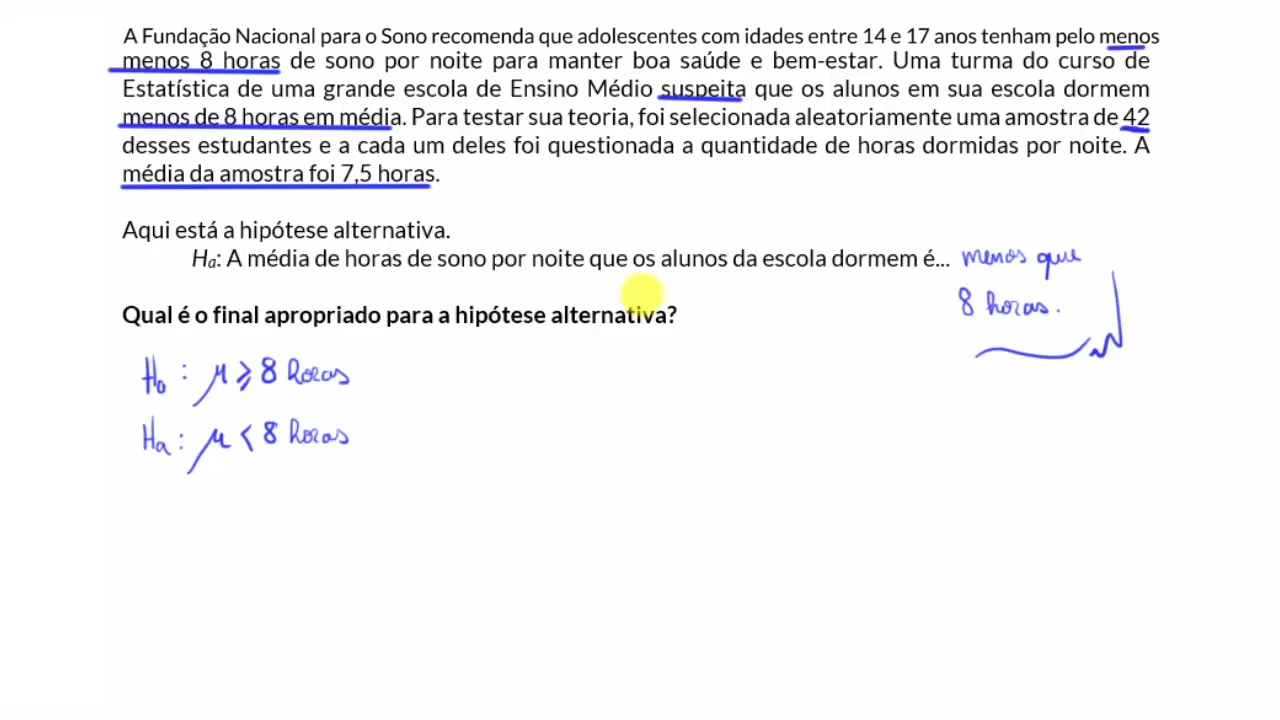 A Fundação Nacional para o Sono recomenda que adolescentes com idades entre 14 e 17 anos tenham pelo menos
menos 8 horas de sono por noite para manter boa saúde e bem-estar. Uma turma do curso de
Estatística de uma grande escola de Ensino Médio suspeita que os alunos em sua escola dormem
menos de 8 horas em média. Para testar sua teoria, foi selecionada aleatoriamente uma amostra de 42
desses estudantes e a cada um deles foi questionada a quantidade de horas dormidas por noite. A
média da amostra foi 7,5 horas.
Aqui está a hipótese alternativa.
Ha: A média de horas de sono por noite que os alunos da escola dormem é... menos que
8 horas.
Qual é o final apropriado para a hipótese alternativa?
H0 : μ ⩾ 8 horas
Ha : μ < 8 horas